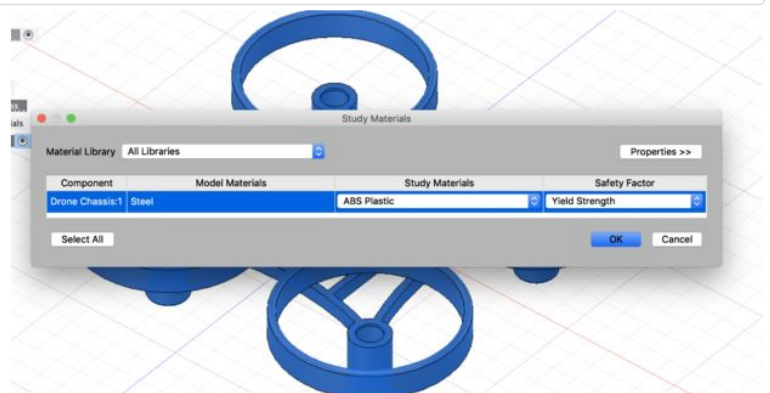 Study Materials
Material Library All Libraries Properties >>
Component Model Materials Study Materials Safety Factor
Drone Chassis:1 Steel ABS Plastic Yield Strength
Select All OK Cancel